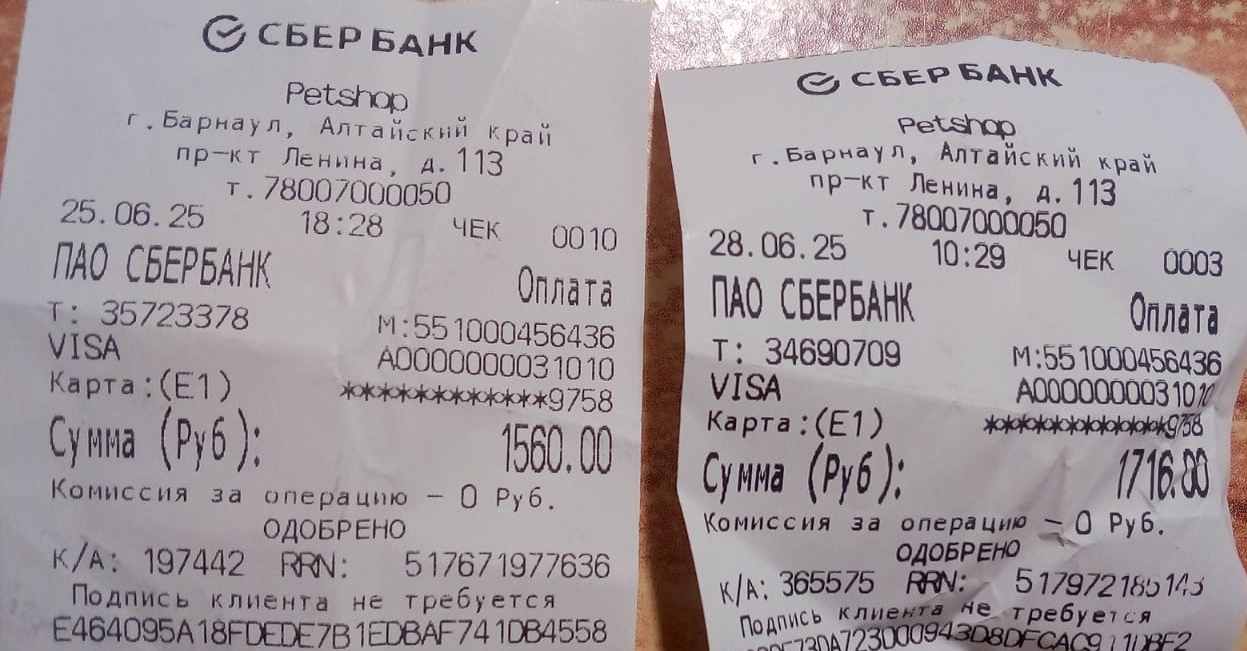 СБЕР БАНК
Petshop
г.Барнаул, Алтайский край
пр-кт Ленина, д.113
т.78007000050
25.06.25 18:28 ЧЕК 0010
ПАО СБЕРБАНК Оплата
Т: 35723378 М:551000456436
VISA A0000000031010
Карта:(E1) ************9758
Сумма (Руб): 1560.00
Комиссия за операцию – 0 Руб.
ОДОБРЕНО
К/А: 197442 RRN: 517671977636
Подпись клиента не требуется
E464095A18FDEDE7B1EDBAF741DB4558
СБЕР БАНК
Petshop
г.Барнаул, Алтайский край
пр-кт Ленина, д.113
т.78007000050
28.06.25 10:29 ЧЕК 0003
ПАО СБЕРБАНК Оплата
Т: 34690709 М:551000456436
VISA A0000000031010
Карта:(E1) ************9758
Сумма (Руб): 1716.00
Комиссия за операцию – 0 Руб.
ОДОБРЕНО
К/А: 365575 RRN: 517972185143
Подпись клиента не требуется